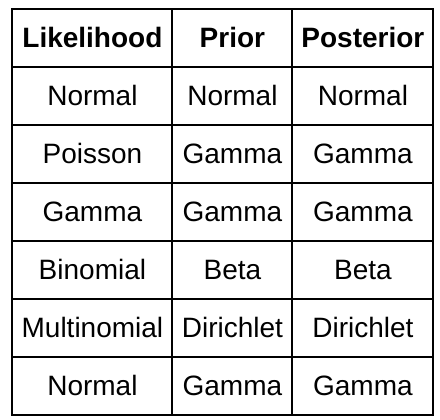 Likelihood Prior Posterior
Normal Normal Normal
Poisson Gamma Gamma
Gamma Gamma Gamma
Binomial Beta Beta
Multinomial Dirichlet Dirichlet
Normal Gamma Gamma